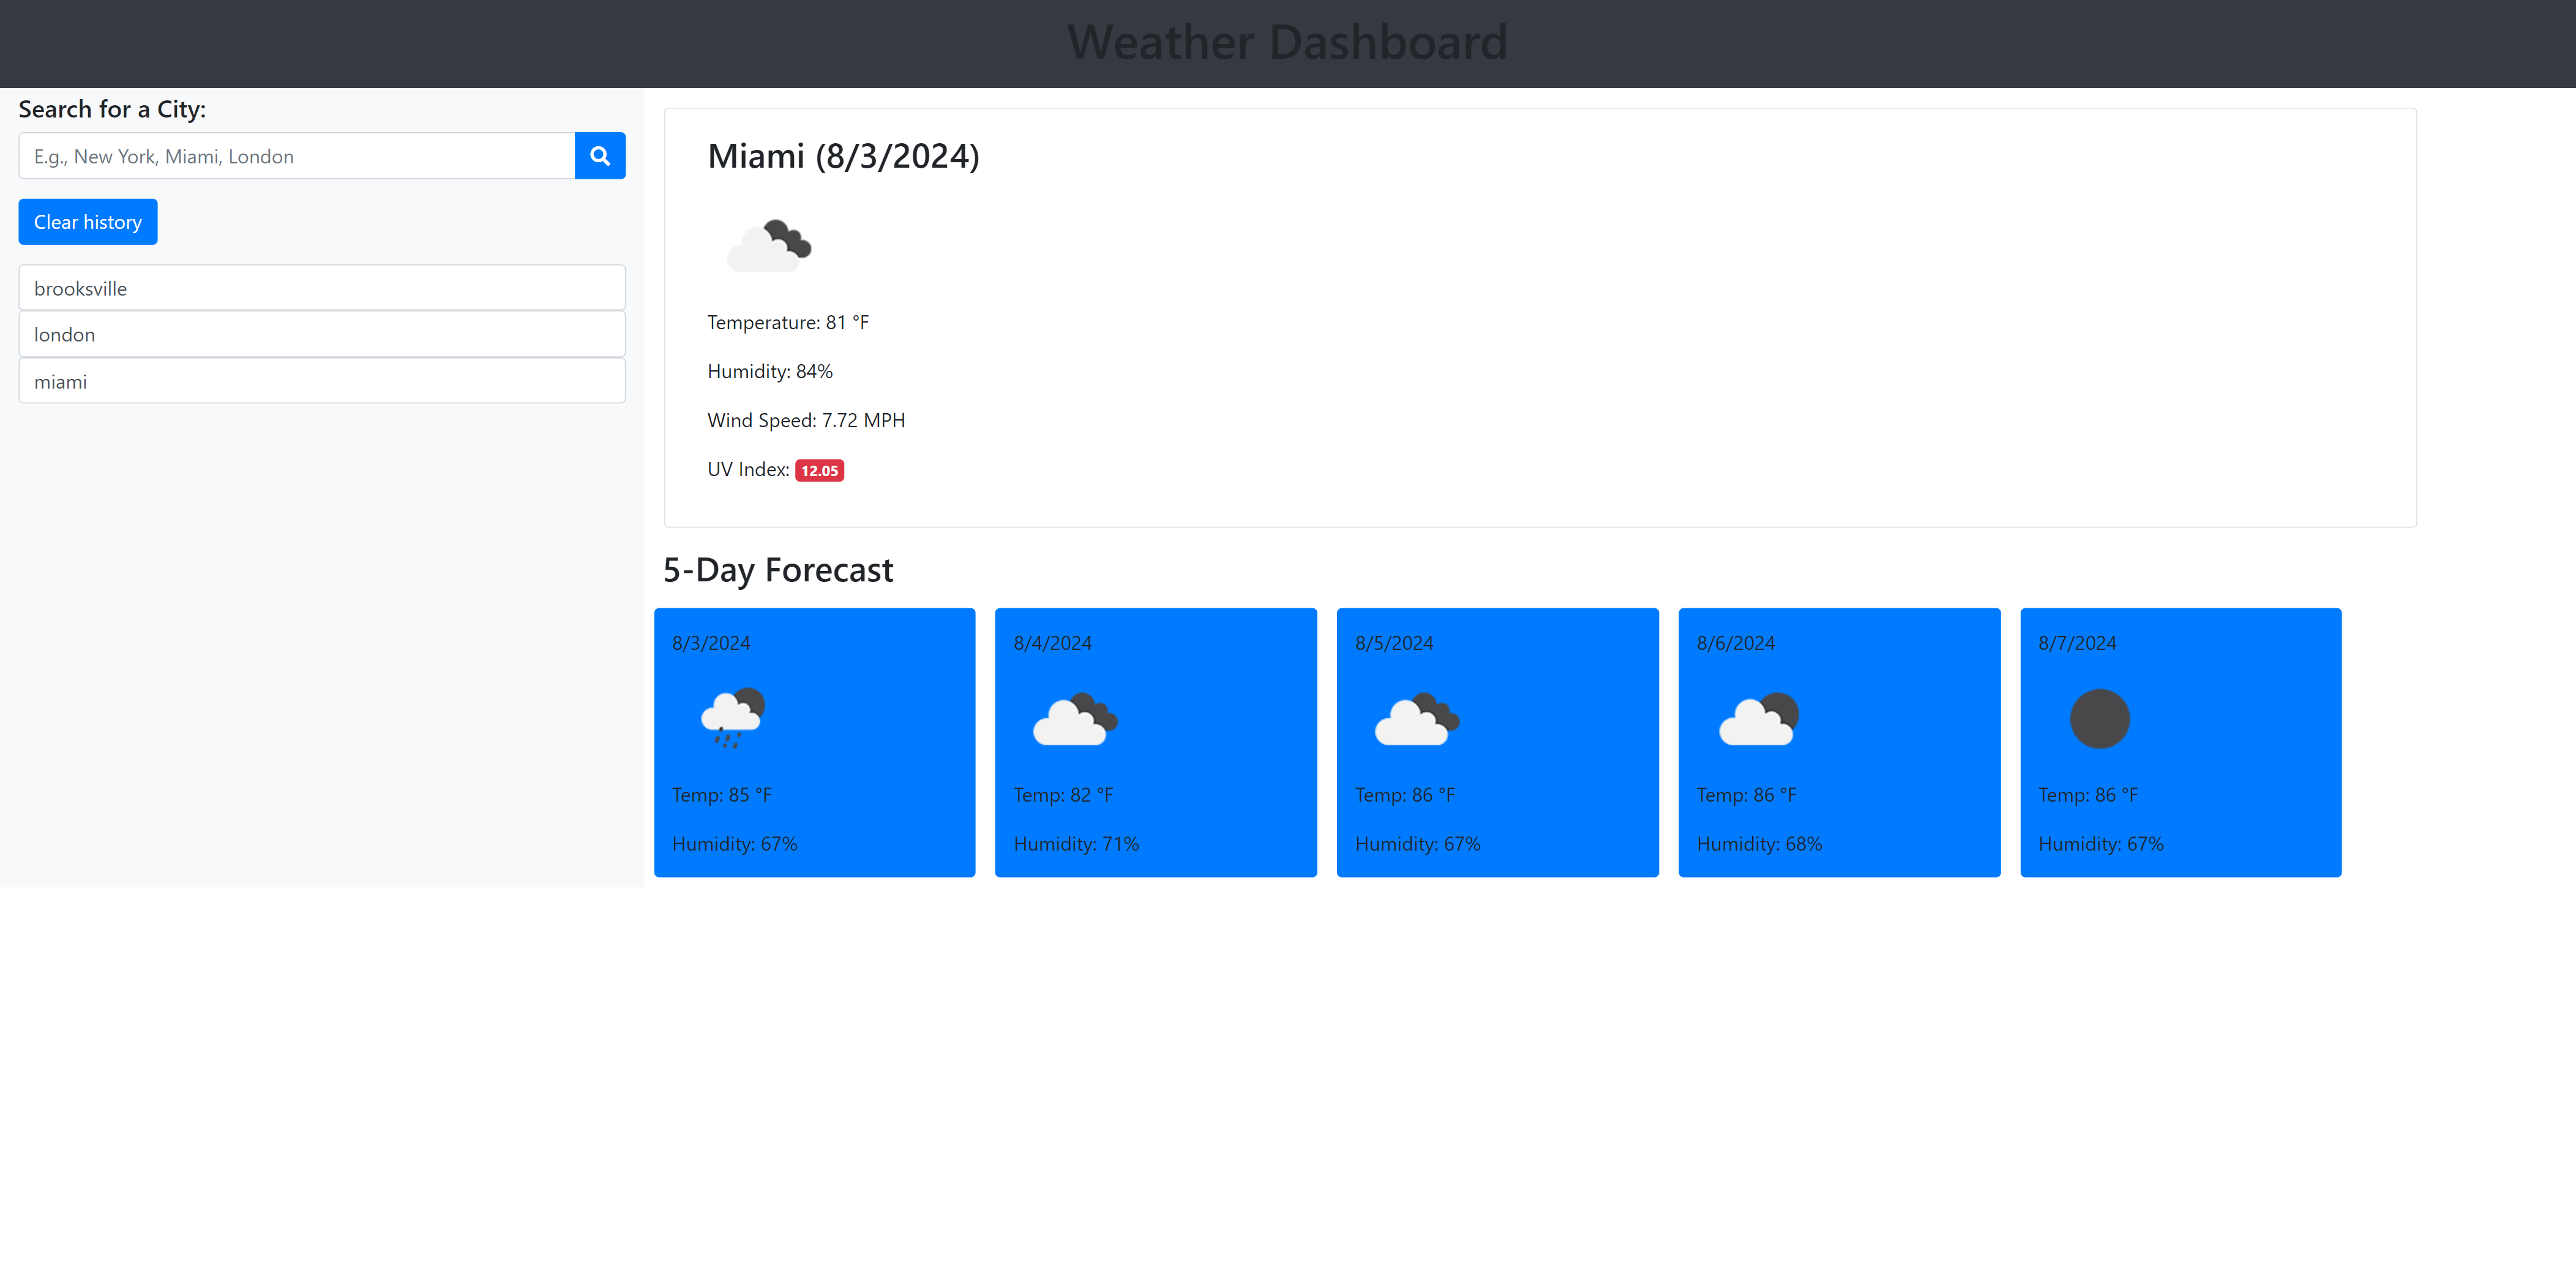 Weather Dashboard
Search for a City:
E.g., New York, Miami, London
Clear history
brooksville
london
miami
Miami (8/3/2024)
Temperature: 81 °F
Humidity: 84%
Wind Speed: 7.72 MPH
UV Index: 12.05
5-Day Forecast
8/3/2024
Temp: 85 °F
Humidity: 67%
8/4/2024
Temp: 82 °F
Humidity: 71%
8/5/2024
Temp: 86 °F
Humidity: 67%
8/6/2024
Temp: 86 °F
Humidity: 68%
8/7/2024
Temp: 86 °F
Humidity: 67%